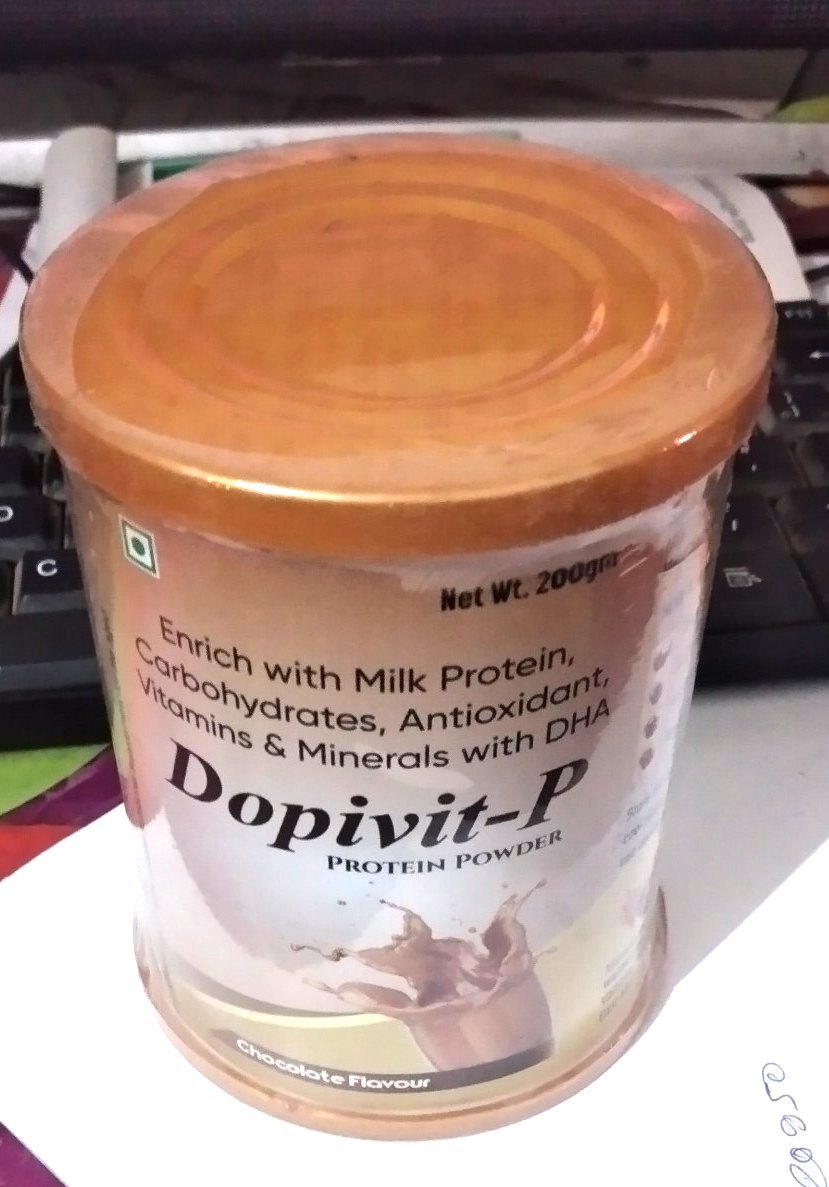 Net Wt. 200gm
Enrich with Milk Protein,
Carbohydrates, Antioxidant,
Vitamins & Minerals with DHA
Dopivit-P
PROTEIN POWDER
Chocolate Flavour
C